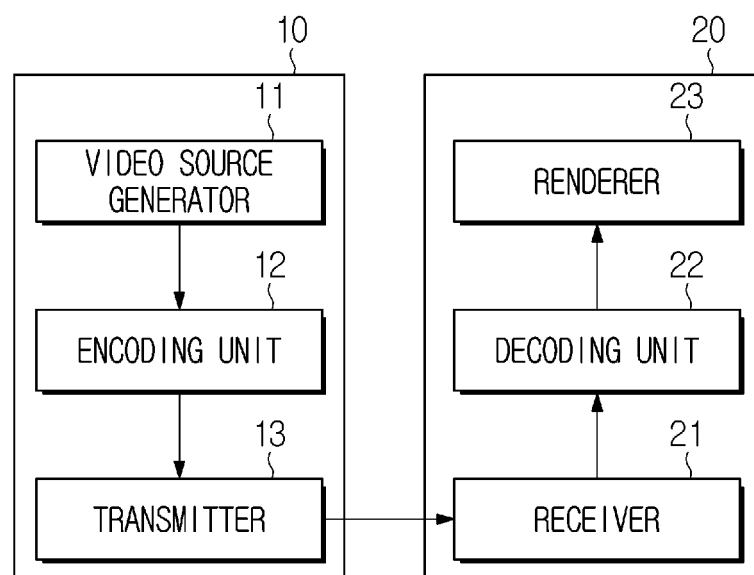 10
11
VIDEO SOURCE
GENERATOR
12
ENCODING UNIT
13
TRANSMITTER
20
23
RENDERER
22
DECODING UNIT
21
RECEIVER